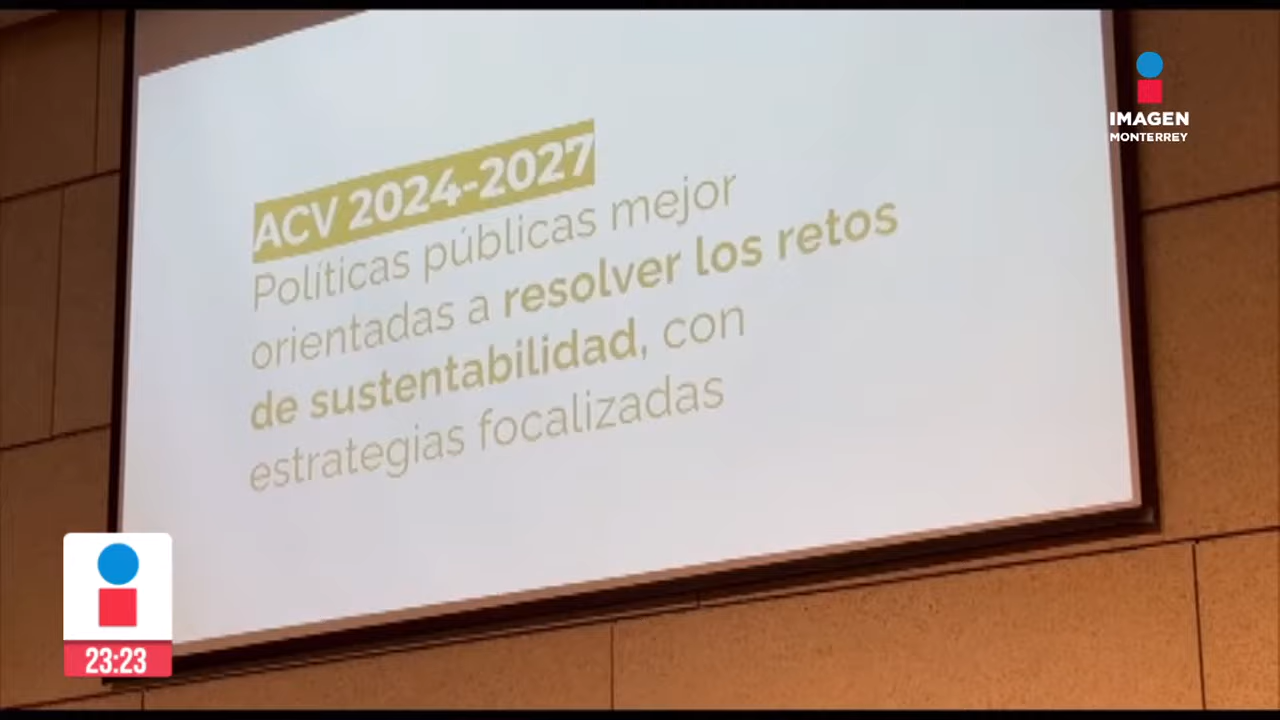 IMAGEN
MONTERREY
ACV 2024-2027
Políticas públicas mejor
orientadas a resolver los retos
de sustentabilidad, con
estrategias focalizadas
23:23